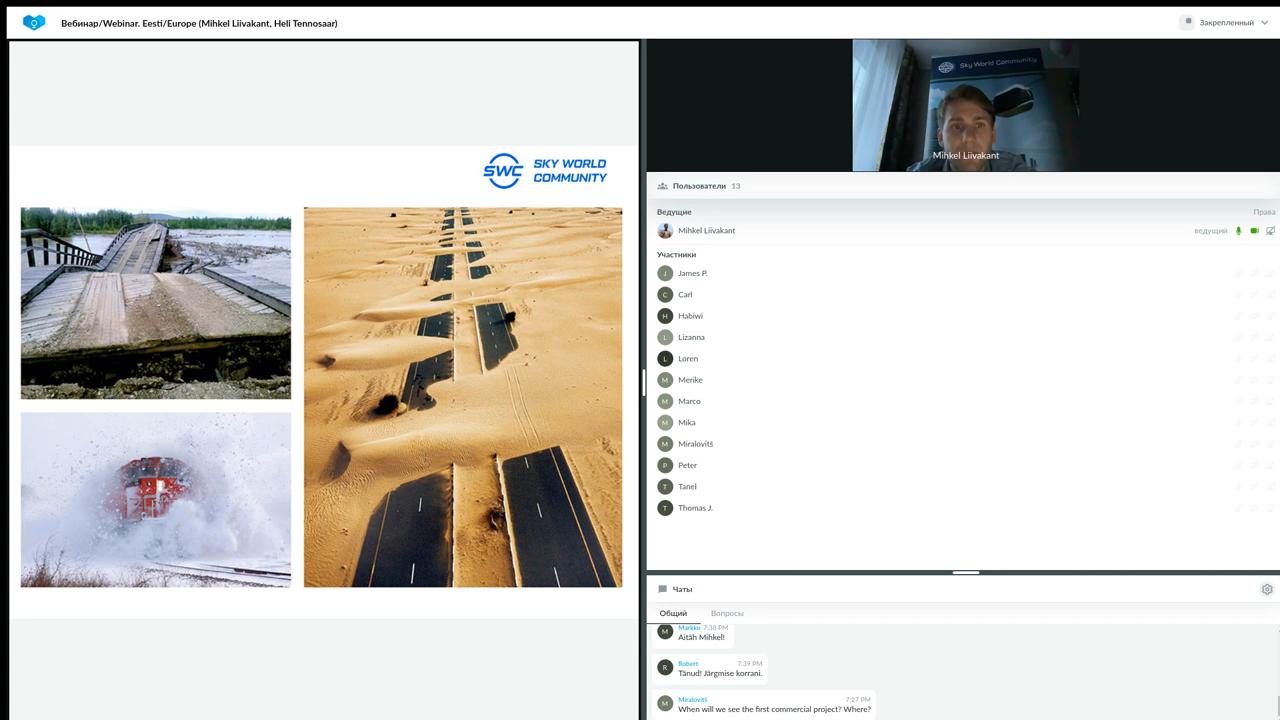 Вебинар/Webinar. Eesti/Europe (Mihkel Liivakant, Heli Tennosaar)
Закрепленный
SWC SKY WORLD
COMMUNITY
Sky World Community
Mihkel Liivakant
Пользователи 13
Ведущие Права
Mihkel Liivakant ведущий
Участники
J James P.
C Carl
H Habiwi
L Lizanna
L Loren
M Merike
M Marco
M Mika
M Miralovitš
P Peter
T Tanel
T Thomas J.
Чаты
Общий Вопросы
M Markko 7:38 PM
Aitäh Mihkel!
R Robert 7:39 PM
Tänud! Järgmise korrani.
M Miralovitš 7:27 PM
When will we see the first commercial project? Where?